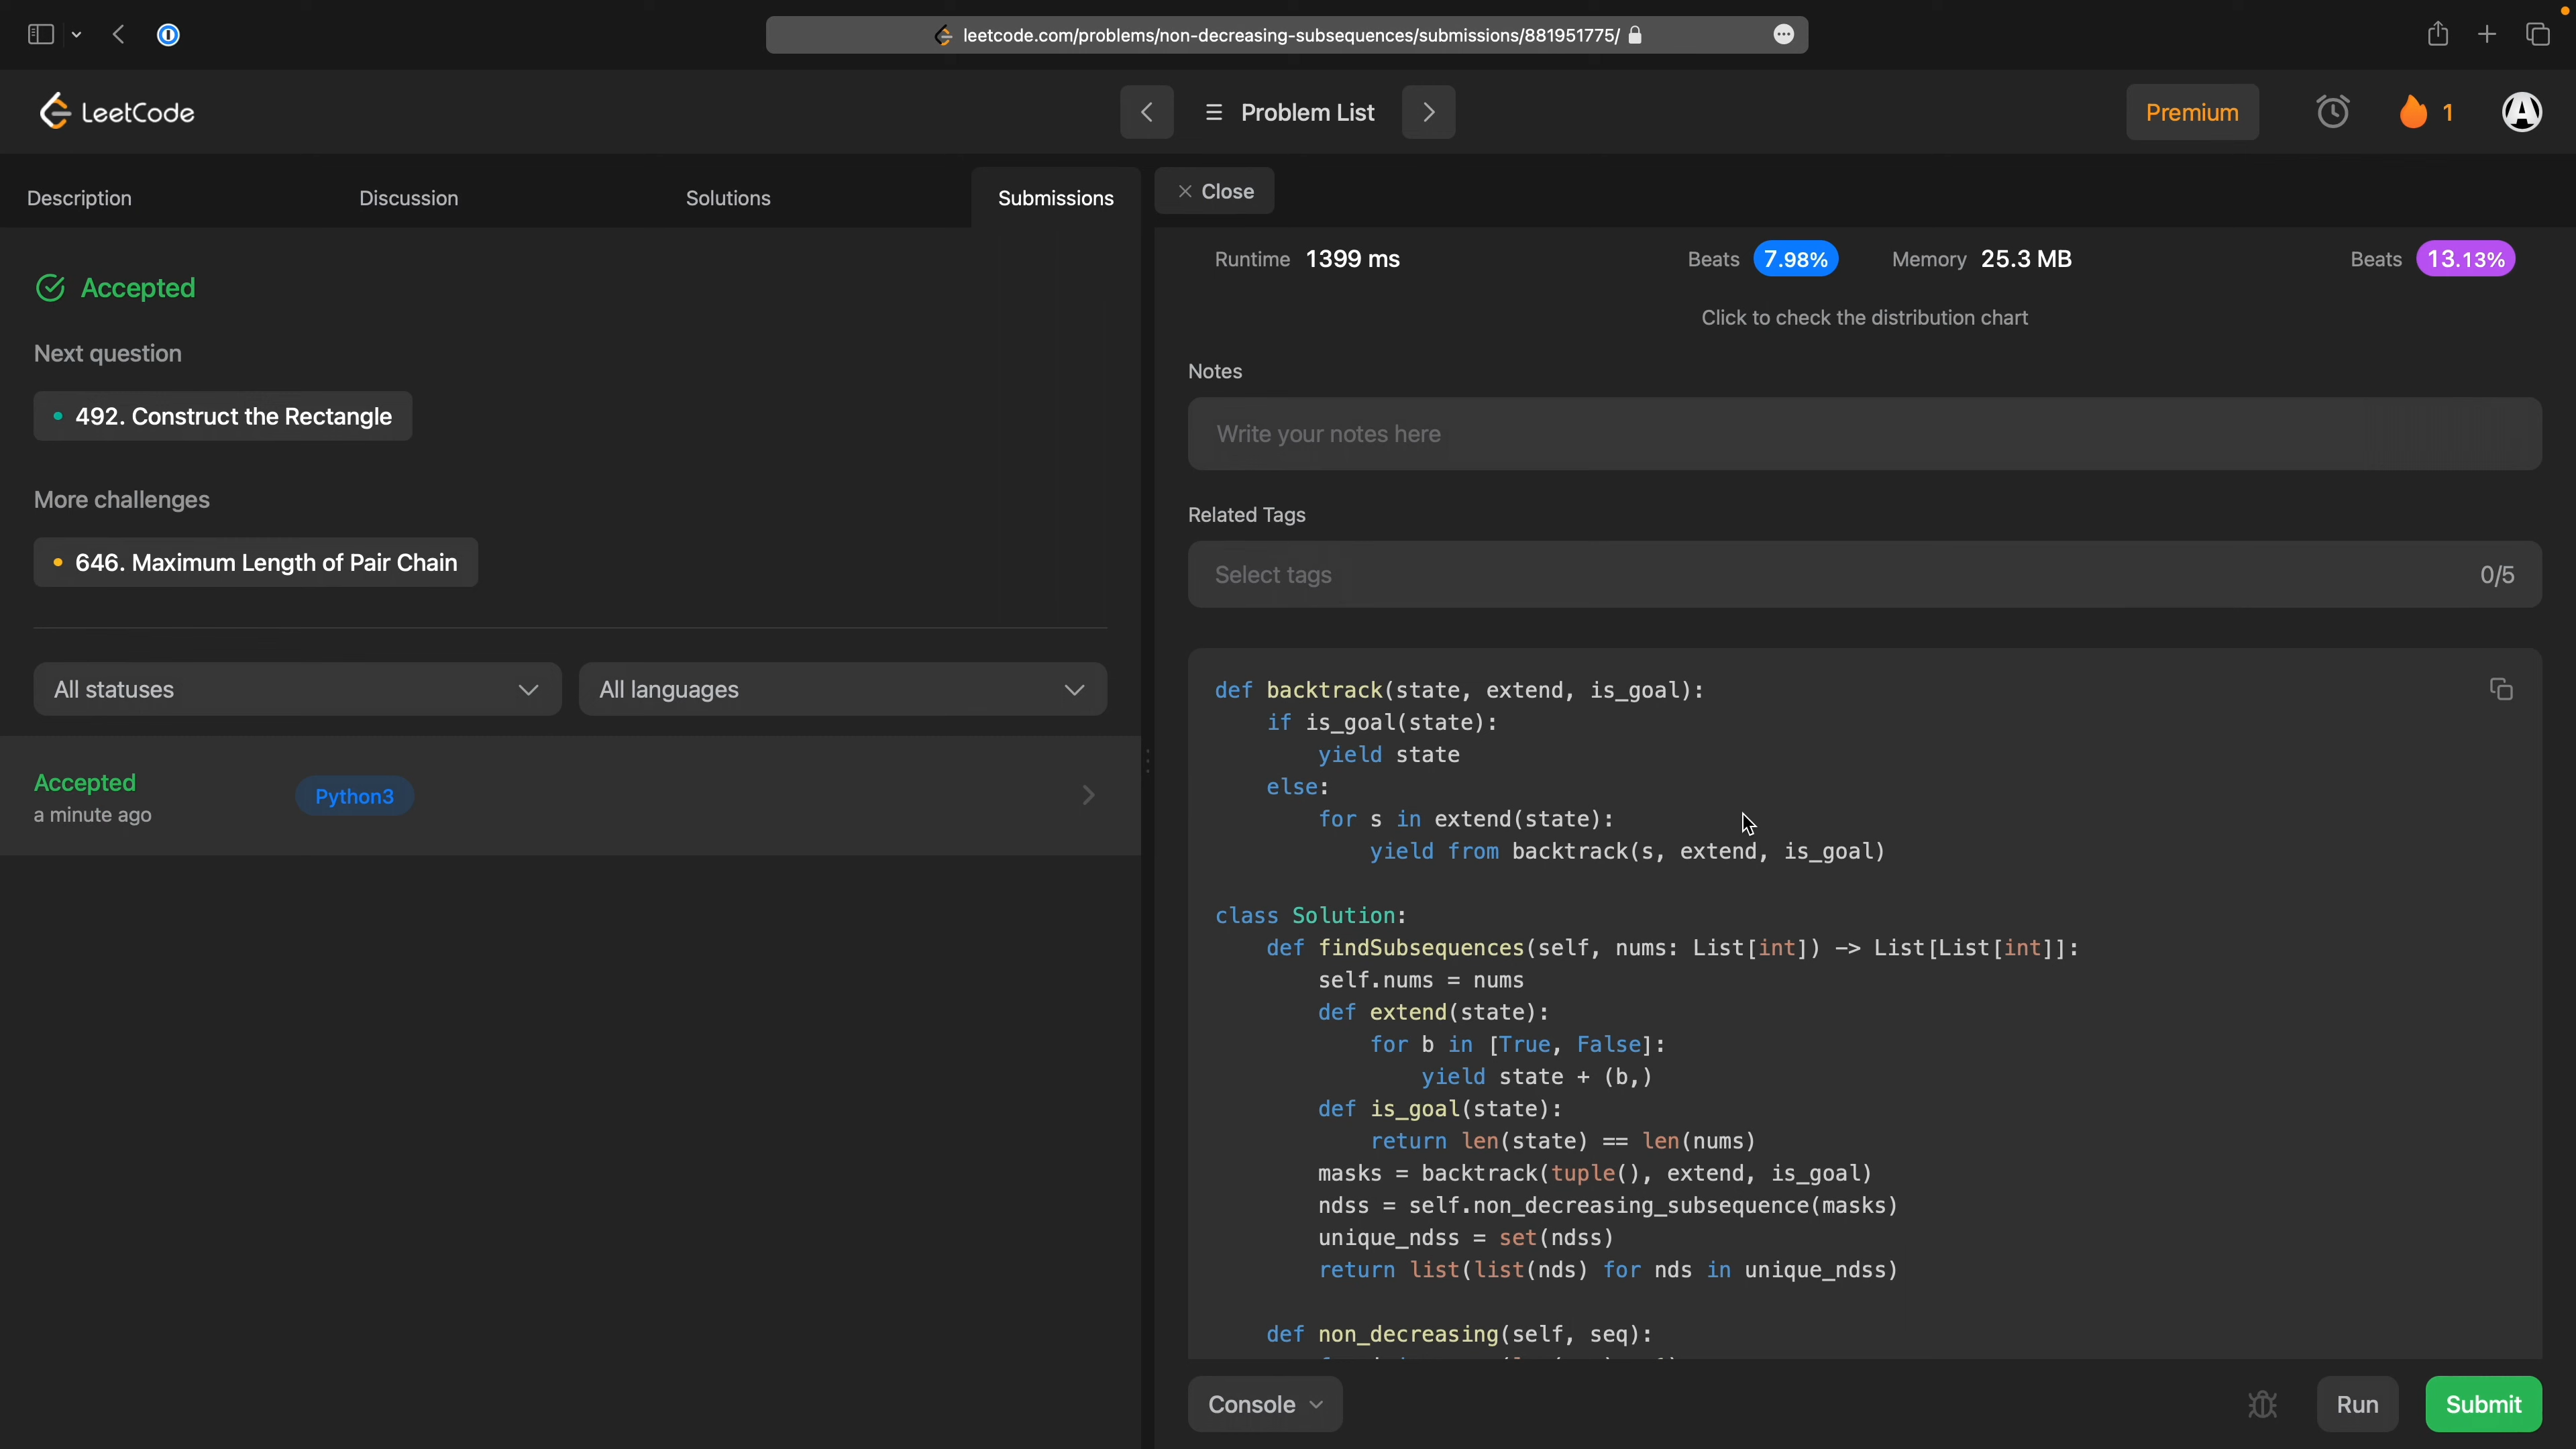 leetcode.com/problems/non-decreasing-subsequences/submissions/881951775/
LeetCode
Problem List
Premium
1
Description
Discussion
Solutions
Submissions
Close
Accepted
Next question
492. Construct the Rectangle
More challenges
646. Maximum Length of Pair Chain
All statuses
All languages
Accepted
a minute ago
Python3
Runtime 1399 ms
Beats 7.98%
Memory 25.3 MB
Beats 13.13%
Click to check the distribution chart
Notes
Write your notes here
Related Tags
Select tags
0/5
def backtrack(state, extend, is_goal):
    if is_goal(state):
        yield state
    else:
        for s in extend(state):
            yield from backtrack(s, extend, is_goal)
class Solution:
    def findSubsequences(self, nums: List[int]) -> List[List[int]]:
        self.nums = nums
        def extend(state):
            for b in [True, False]:
                yield state + (b,)
        def is_goal(state):
            return len(state) == len(nums)
        masks = backtrack(tuple(), extend, is_goal)
        ndss = self.non_decreasing_subsequence(masks)
        unique_ndss = set(ndss)
        return list(list(nds) for nds in unique_ndss)
    def non_decreasing(self, seq):
Console
Run
Submit